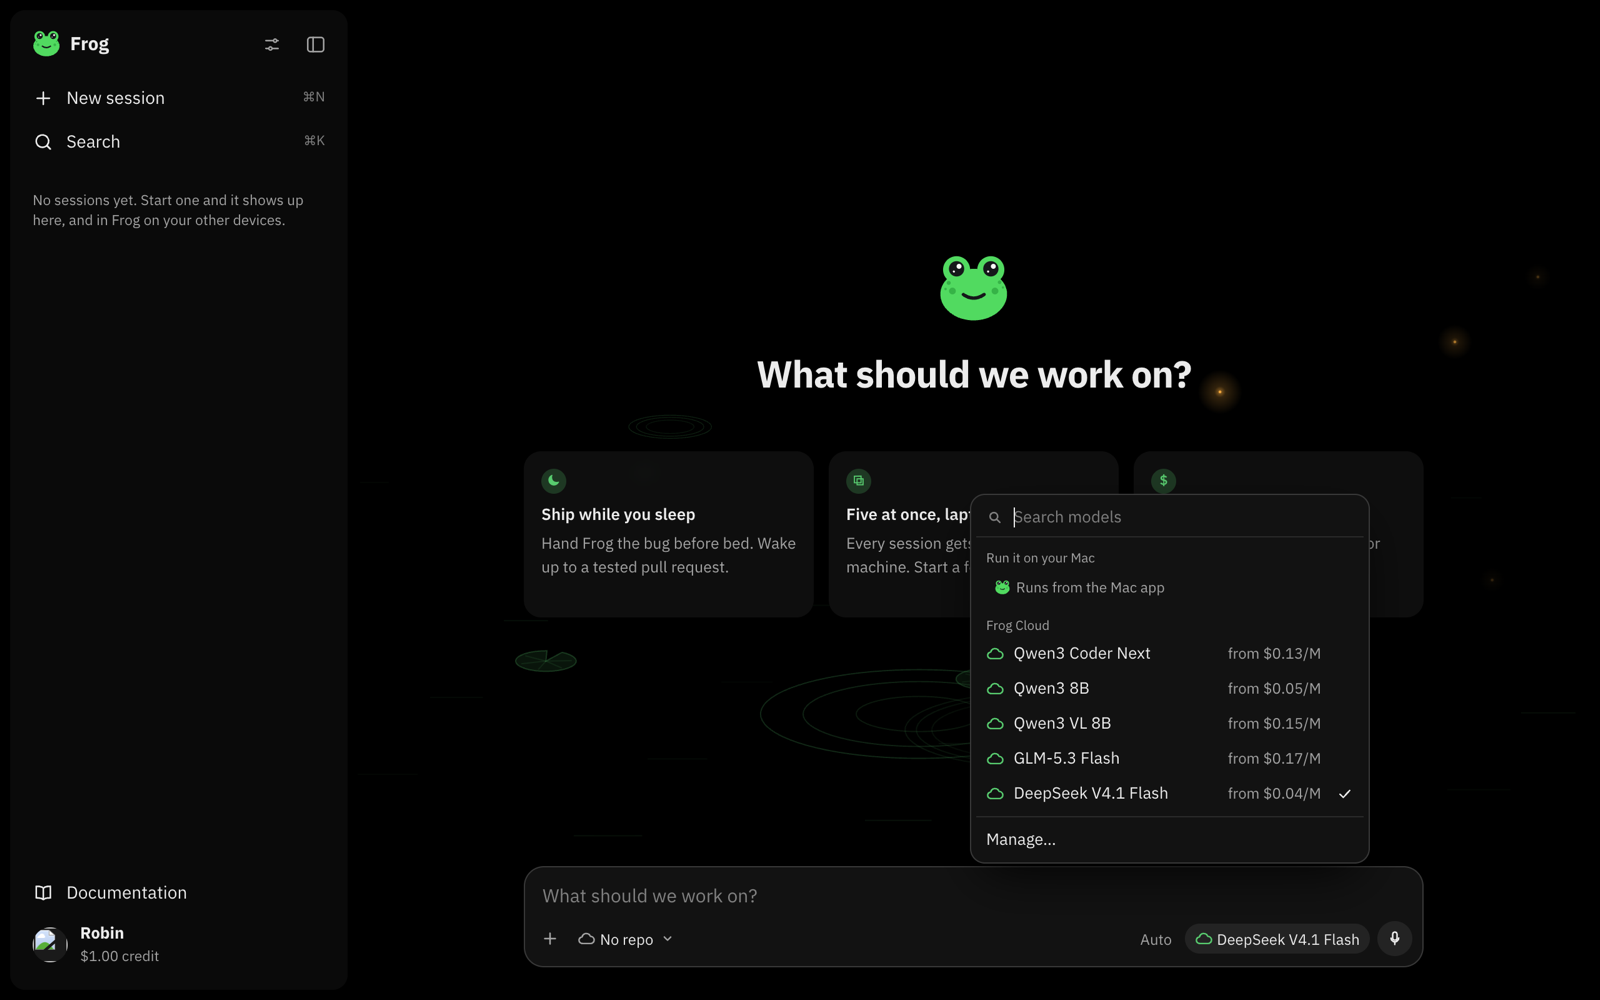 Frog
New session ⌘N
Search ⌘K
No sessions yet. Start one and it shows up
here, and in Frog on your other devices.
What should we work on?
Ship while you sleep
Hand Frog the bug before bed. Wake
up to a tested pull request.
Five at once, lap
Every session gets
machine. Start a f
$
or
Search models
Run it on your Mac
Runs from the Mac app
Frog Cloud
Qwen3 Coder Next from $0.13/M
Qwen3 8B from $0.05/M
Qwen3 VL 8B from $0.15/M
GLM-5.3 Flash from $0.17/M
DeepSeek V4.1 Flash from $0.04/M
Manage...
What should we work on?
No repo
Auto
DeepSeek V4.1 Flash
Documentation
Robin
$1.00 credit